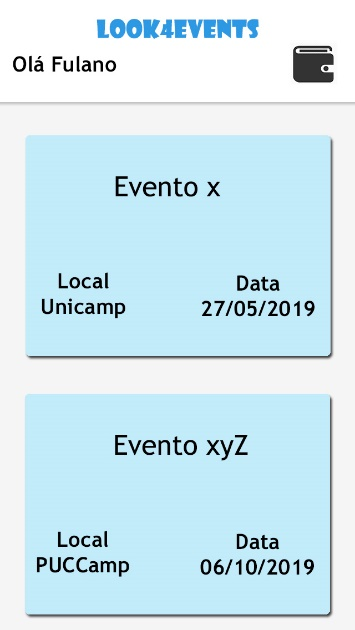 LOOK4EVENTS
Olá Fulano
Evento x
Local
Unicamp
Data
27/05/2019
Evento xyZ
Local
PUCCamp
Data
06/10/2019